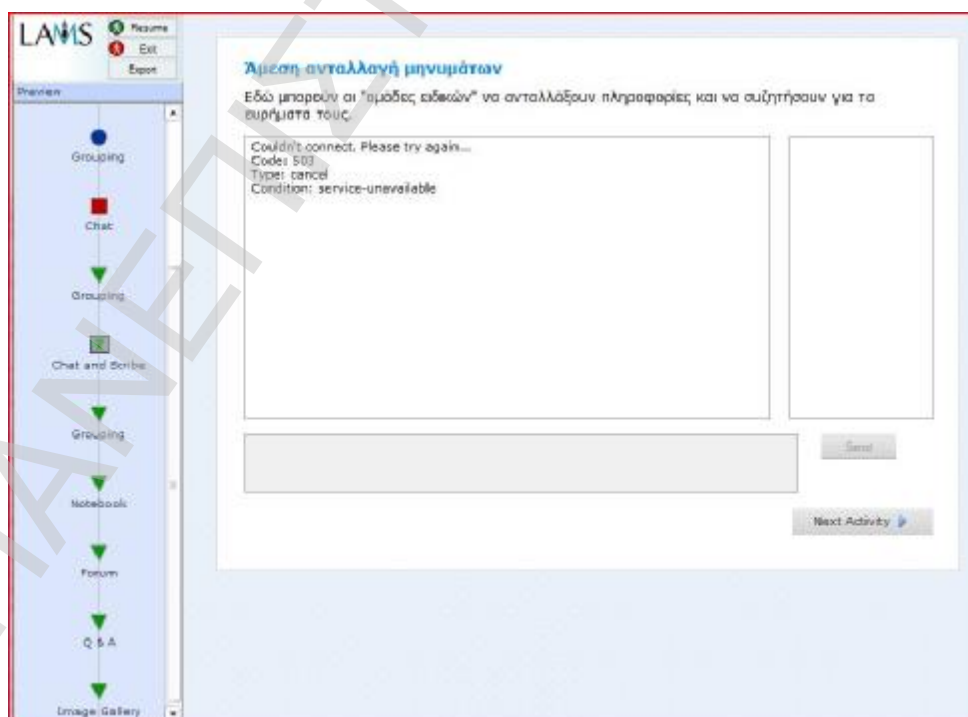 LAMS
Resume
Exit
Export
Preview
Grouping
Chat
Grouping
Chat and Scribe
Grouping
Notebook
Forum
Q & A
Image Gallery
Άμεση ανταλλαγή μηνυμάτων
Εδώ μπορούν οι "ομάδες ειδικών" να ανταλλάξουν πληροφορίες και να συζητήσουν για τα
ευρήματά τους.
Couldn't connect. Please try again...
Code: 503
Type: cancel
Condition: service-unavailable
Send
Next Activity